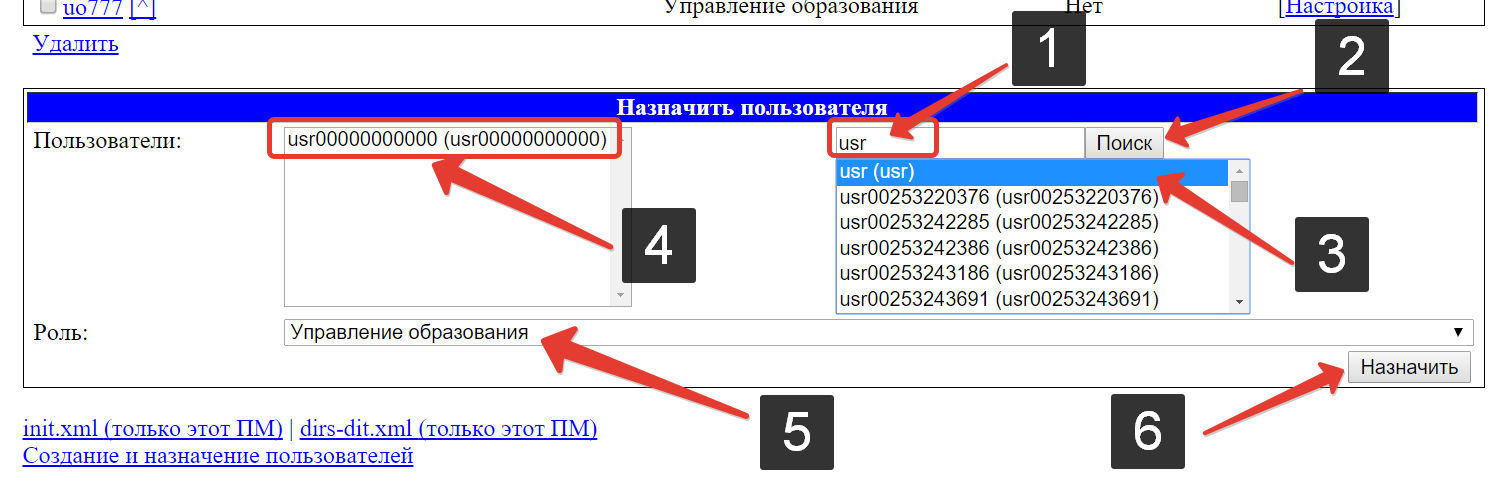 uo777 [^] Управление образования Нет [Настройка]
Удалить
1
2
Назначить пользователя
Пользователи: usr00000000000 (usr00000000000) usr Поиск
usr (usr)
usr00253220376 (usr00253220376)
usr00253242285 (usr00253242285)
usr00253242386 (usr00253242386)
usr00253243186 (usr00253243186)
usr00253243691 (usr00253243691)
4
3
Роль: Управление образования
Назначить
5
6
init.xml (только этот ПМ) | dirs-dit.xml (только этот ПМ)
Создание и назначение пользователей